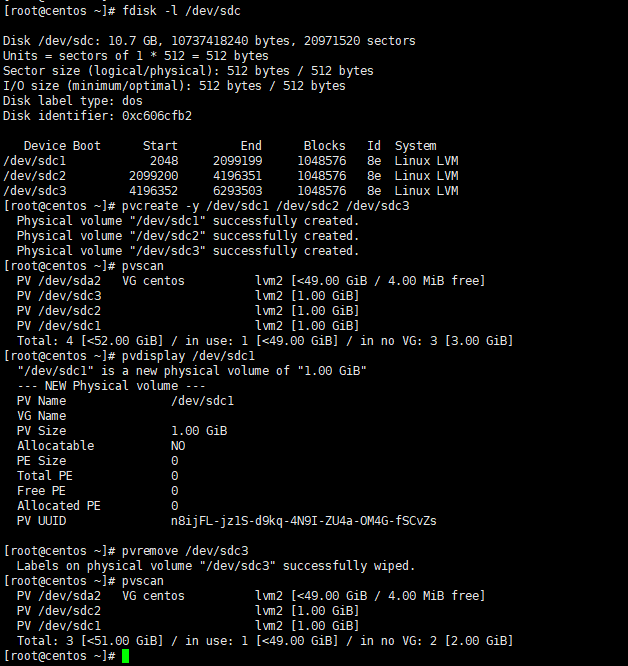 [root@centos ~]# fdisk -l /dev/sdc

Disk /dev/sdc: 10.7 GB, 10737418240 bytes, 20971520 sectors
Units = sectors of 1 * 512 = 512 bytes
Sector size (logical/physical): 512 bytes / 512 bytes
I/O size (minimum/optimal): 512 bytes / 512 bytes
Disk label type: dos
Disk identifier: 0xc606cfb2

   Device Boot      Start         End      Blocks   Id  System
/dev/sdc1            2048     2099199     1048576   8e  Linux LVM
/dev/sdc2         2099200     4196351     1048576   8e  Linux LVM
/dev/sdc3         4196352     6293503     1048576   8e  Linux LVM
[root@centos ~]# pvcreate -y /dev/sdc1 /dev/sdc2 /dev/sdc3
  Physical volume "/dev/sdc1" successfully created.
  Physical volume "/dev/sdc2" successfully created.
  Physical volume "/dev/sdc3" successfully created.
[root@centos ~]# pvscan
  PV /dev/sda2   VG centos          lvm2 [<49.00 GiB / 4.00 MiB free]
  PV /dev/sdc3                      lvm2 [1.00 GiB]
  PV /dev/sdc2                      lvm2 [1.00 GiB]
  PV /dev/sdc1                      lvm2 [1.00 GiB]
  Total: 4 [<52.00 GiB] / in use: 1 [<49.00 GiB] / in no VG: 3 [3.00 GiB]
[root@centos ~]# pvdisplay /dev/sdc1
  "/dev/sdc1" is a new physical volume of "1.00 GiB"
  --- NEW Physical volume ---
  PV Name               /dev/sdc1
  VG Name
  PV Size               1.00 GiB
  Allocatable           NO
  PE Size               0
  Total PE              0
  Free PE               0
  Allocated PE          0
  PV UUID               n8ijFL-jzlS-d9kq-4N9I-ZU4a-OM4G-fSCvZs

[root@centos ~]# pvremove /dev/sdc3
  Labels on physical volume "/dev/sdc3" successfully wiped.
[root@centos ~]# pvscan
  PV /dev/sda2   VG centos          lvm2 [<49.00 GiB / 4.00 MiB free]
  PV /dev/sdc2                      lvm2 [1.00 GiB]
  PV /dev/sdc1                      lvm2 [1.00 GiB]
  Total: 3 [<51.00 GiB] / in use: 1 [<49.00 GiB] / in no VG: 2 [2.00 GiB]
[root@centos ~]#